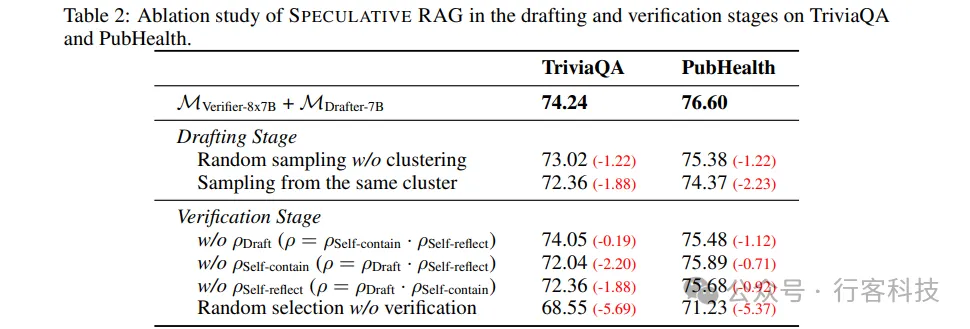 Table 2: Ablation study of SPECULATIVE RAG in the drafting and verification stages on TriviaQA
and PubHealth.
TriviaQA PubHealth
M_Verifier-8x7B + M_Drafter-7B 74.24 76.60
Drafting Stage
Random sampling w/o clustering 73.02 (-1.22) 75.38 (-1.22)
Sampling from the same cluster 72.36 (-1.88) 74.37 (-2.23)
Verification Stage
w/o ρ_Draft (ρ = ρ_Self-contain · ρ_Self-reflect) 74.05 (-0.19) 75.48 (-1.12)
w/o ρ_Self-contain (ρ = ρ_Draft · ρ_Self-reflect) 72.04 (-2.20) 75.89 (-0.71)
w/o ρ_Self-reflect (ρ = ρ_Draft · ρ_Self-contain) 72.36 (-1.88) 75.68 (-0.92)
Random selection w/o verification 68.55 (-5.69) 71.23 (-5.37)
公众号 · 行客科技